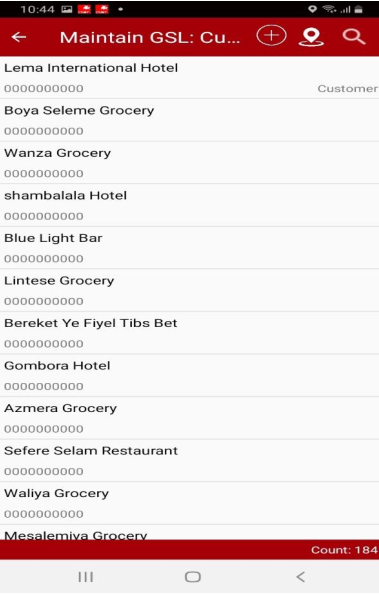 10:44
Maintain GSL: Cu...
Lema International Hotel
0000000000 Customer
Boya Seleme Grocery
0000000000
Wanza Grocery
0000000000
shambalala Hotel
0000000000
Blue Light Bar
0000000000
Lintese Grocery
0000000000
Bereket Ye Fiyel Tibs Bet
0000000000
Gombora Hotel
0000000000
Azmera Grocery
0000000000
Sefere Selam Restaurant
0000000000
Waliya Grocery
0000000000
Mesalemiya Grocery
Count: 184